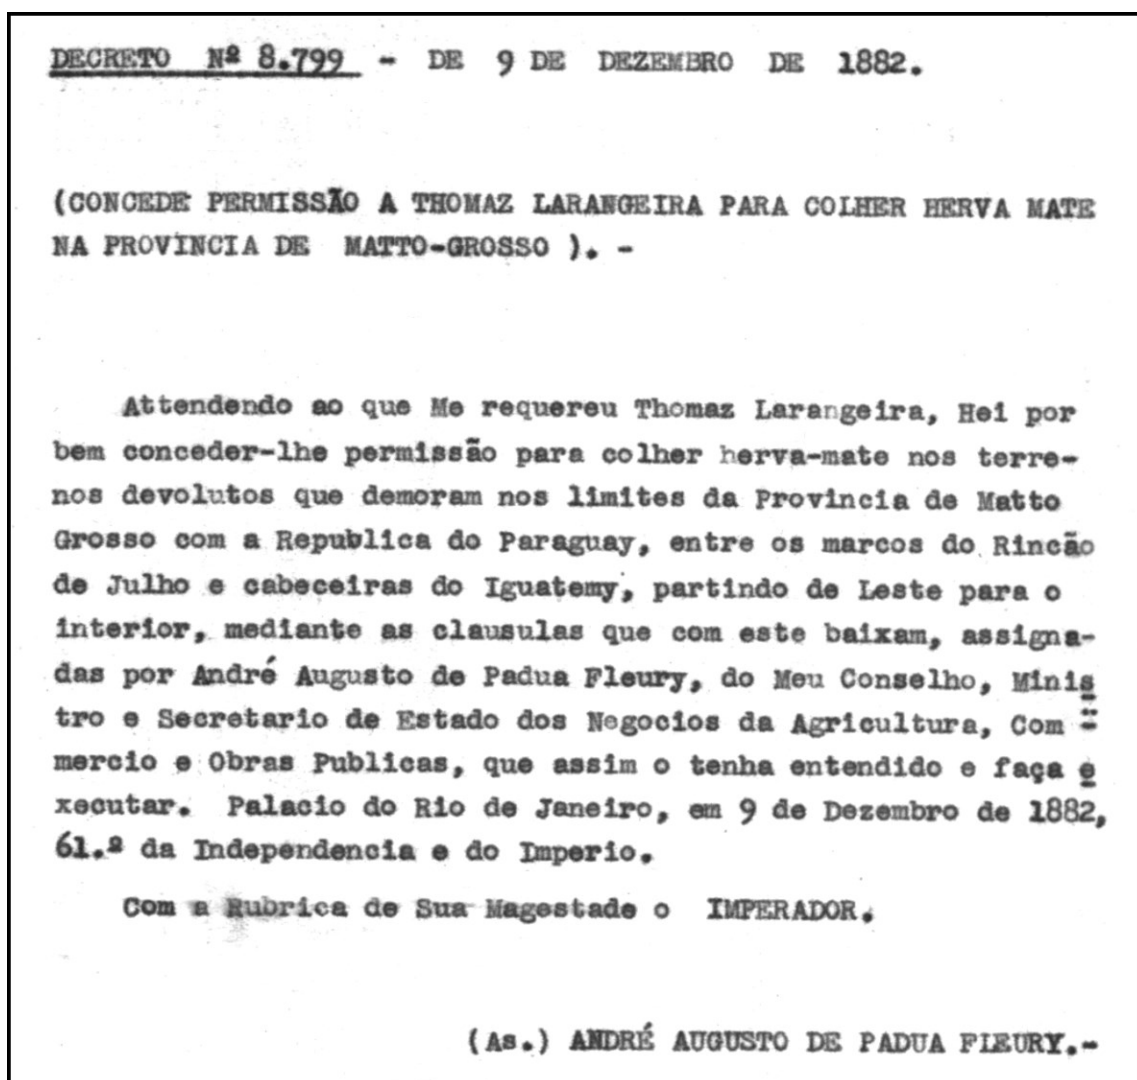 DECRETO Nº 8.799 - DE 9 DE DEZEMBRO DE 1882.
(CONCEDE PERMISSÃO A THOMAZ LARANGEIRA PARA COLHER HERVA MATE
NA PROVÍNCIA DE MATTO-GROSSO ). -
Attendendo ao que Me requereu Thomaz Larangeira, Hei por
bem conceder-lhe permissão para colher herva-mate nos terre-
nos devolutos que demoram nos limites da Provincia de Matto
Grosso com a Republica do Paraguay, entre os marcos do Rincão
de Julho e cabeceiras do Iguatemy, partindo de Leste para o
interior, mediante as clausulas que com este baixam, assigna-
das por André Augusto de Padua Fleury, do Meu Conselho, Minis
tro e Secretario de Estado dos Negocios da Agricultura, Com -
mercio e Obras Publicas, que assim o tenha entendido e faça e
xecutar. Palacio do Rio de Janeiro, em 9 de Dezembro de 1882,
61.º da Independencia e do Imperio.
Com a Rubrica de Sua Magestade o IMPERADOR.
(As.) ANDRÉ AUGUSTO DE PADUA FLEURY.-